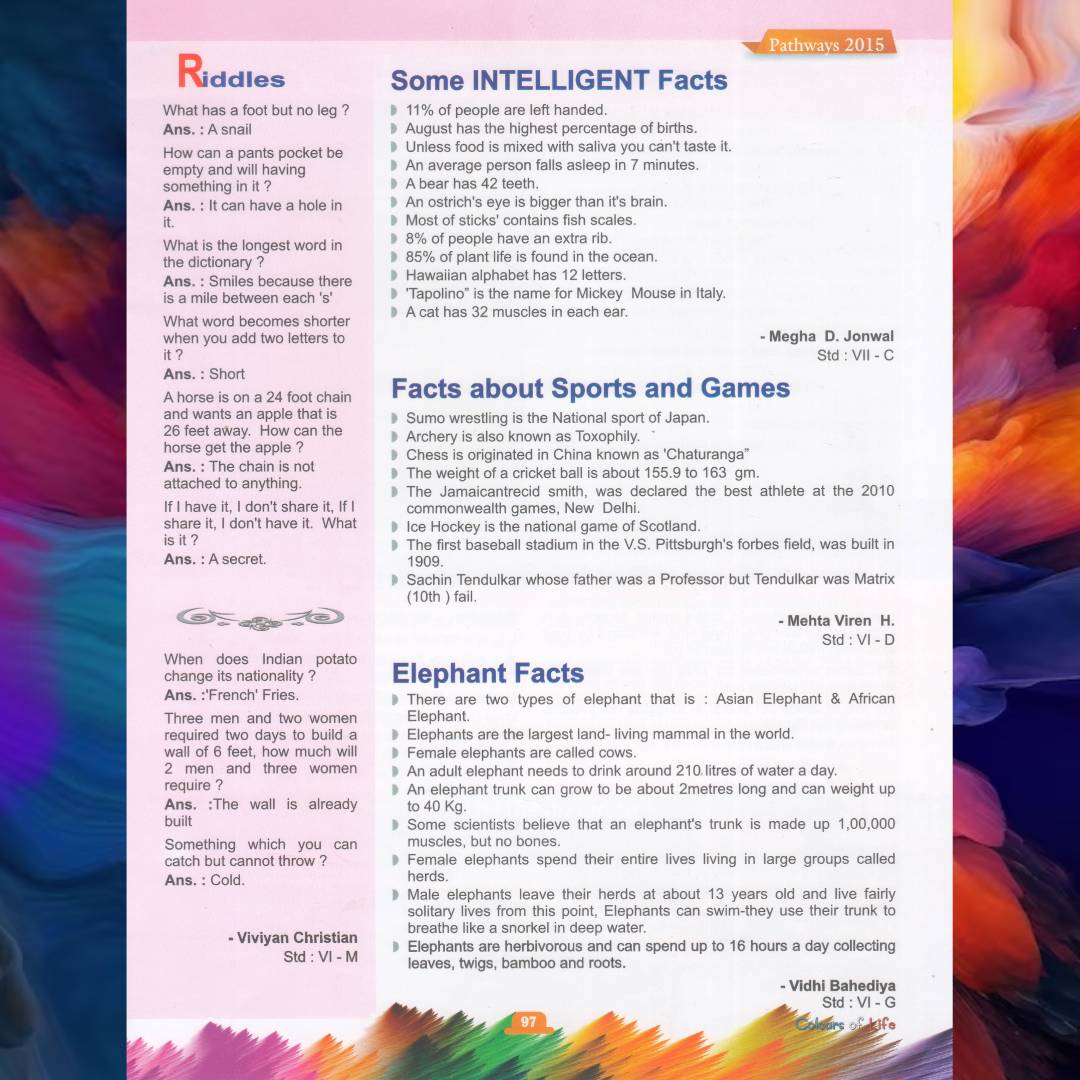 Pathways 2015
Riddles
What has a foot but no leg ?
Ans. : A snail
How can a pants pocket be
empty and will having
something in it ?
Ans. : It can have a hole in
it.
What is the longest word in
the dictionary ?
Ans. : Smiles because there
is a mile between each 's'
What word becomes shorter
when you add two letters to
it ?
Ans. : Short
A horse is on a 24 foot chain
and wants an apple that is
26 feet away. How can the
horse get the apple ?
Ans. : The chain is not
attached to anything.
If I have it, I don't share it, If I
share it, I don't have it. What
is it ?
Ans. : A secret.
When does Indian potato
change its nationality ?
Ans. :'French' Fries.
Three men and two women
required two days to build a
wall of 6 feet, how much will
2 men and three women
require ?
Ans. :The wall is already
built
Something which you can
catch but cannot throw ?
Ans. : Cold.
- Viviyan Christian
Std : VI - M
Some INTELLIGENT Facts
11% of people are left handed.
August has the highest percentage of births.
Unless food is mixed with saliva you can't taste it.
An average person falls asleep in 7 minutes.
A bear has 42 teeth.
An ostrich's eye is bigger than it's brain.
Most of sticks' contains fish scales.
8% of people have an extra rib.
85% of plant life is found in the ocean.
Hawaiian alphabet has 12 letters.
'Tapolino” is the name for Mickey Mouse in Italy.
A cat has 32 muscles in each ear.
- Megha D. Jonwal
Std : VII - C
Facts about Sports and Games
Sumo wrestling is the National sport of Japan.
Archery is also known as Toxophily.
Chess is originated in China known as 'Chaturanga”
The weight of a cricket ball is about 155.9 to 163 gm.
The Jamaicantrecid smith, was declared the best athlete at the 2010
commonwealth games, New Delhi.
Ice Hockey is the national game of Scotland.
The first baseball stadium in the V.S. Pittsburgh's forbes field, was built in
1909.
Sachin Tendulkar whose father was a Professor but Tendulkar was Matrix
(10th ) fail.
- Mehta Viren H.
Std : VI - D
Elephant Facts
There are two types of elephant that is : Asian Elephant & African
Elephant.
Elephants are the largest land- living mammal in the world.
Female elephants are called cows.
An adult elephant needs to drink around 210 litres of water a day.
An elephant trunk can grow to be about 2metres long and can weight up
to 40 Kg.
Some scientists believe that an elephant's trunk is made up 1,00,000
muscles, but no bones.
Female elephants spend their entire lives living in large groups called
herds.
Male elephants leave their herds at about 13 years old and live fairly
solitary lives from this point, Elephants can swim-they use their trunk to
breathe like a snorkel in deep water.
Elephants are herbivorous and can spend up to 16 hours a day collecting
leaves, twigs, bamboo and roots.
- Vidhi Bahediya
Std : VI - G
97
Colours of Life